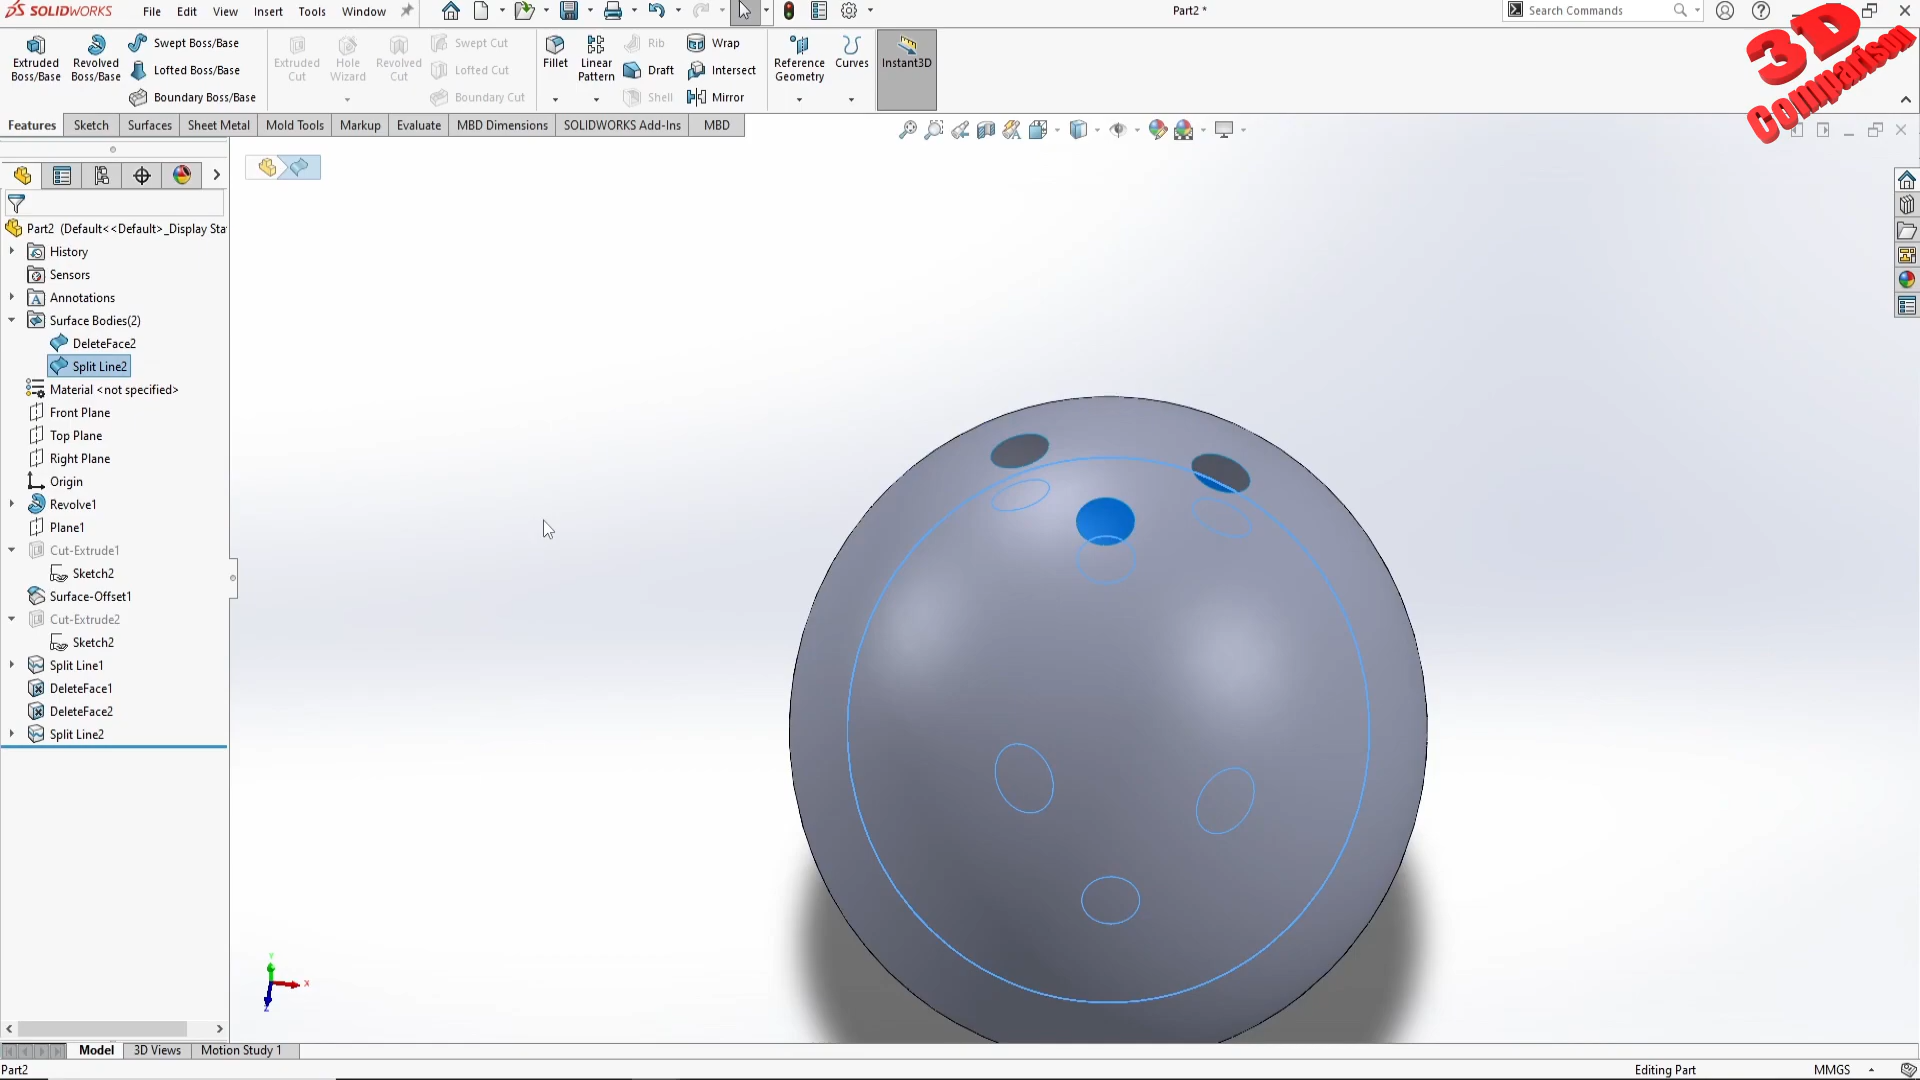 SOLIDWORKS File Edit View Insert Tools Window Part2 * Search Commands
3D
Comparison
Extruded Boss/Base
Revolved Boss/Base
Swept Boss/Base
Lofted Boss/Base
Boundary Boss/Base
Extruded Cut
Hole Wizard
Revolved Cut
Swept Cut
Lofted Cut
Boundary Cut
Fillet
Linear Pattern
Rib
Draft
Shell
Wrap
Intersect
Mirror
Reference Geometry
Curves
Instant3D
Features Sketch Surfaces Sheet Metal Mold Tools Markup Evaluate MBD Dimensions SOLIDWORKS Add-Ins MBD
Part2 (Default<<Default>_Display Sta
History
Sensors
Annotations
Surface Bodies(2)
DeleteFace2
Split Line2
Material <not specified>
Front Plane
Top Plane
Right Plane
Origin
Revolve1
Plane1
Cut-Extrude1
Sketch2
Surface-Offset1
Cut-Extrude2
Sketch2
Split Line1
DeleteFace1
DeleteFace2
Split Line2
Y
X
Z
Model 3D Views Motion Study 1
Part2 Editing Part MMGS